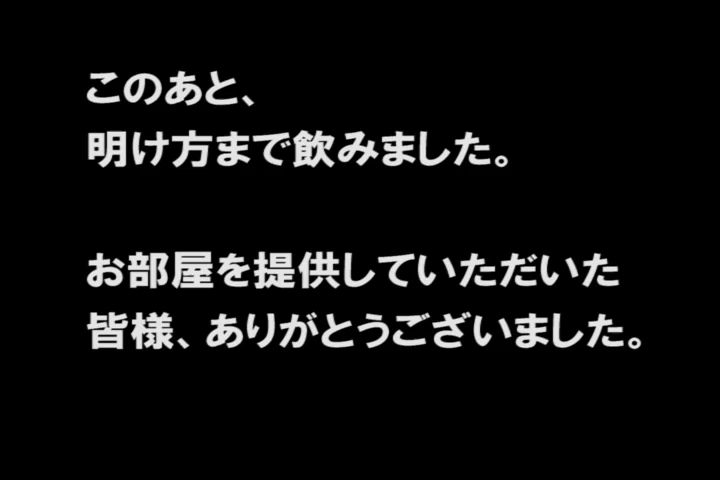 このあと、
明け方まで飲みました。
お部屋を提供していただいた
皆様、ありがとうございました。